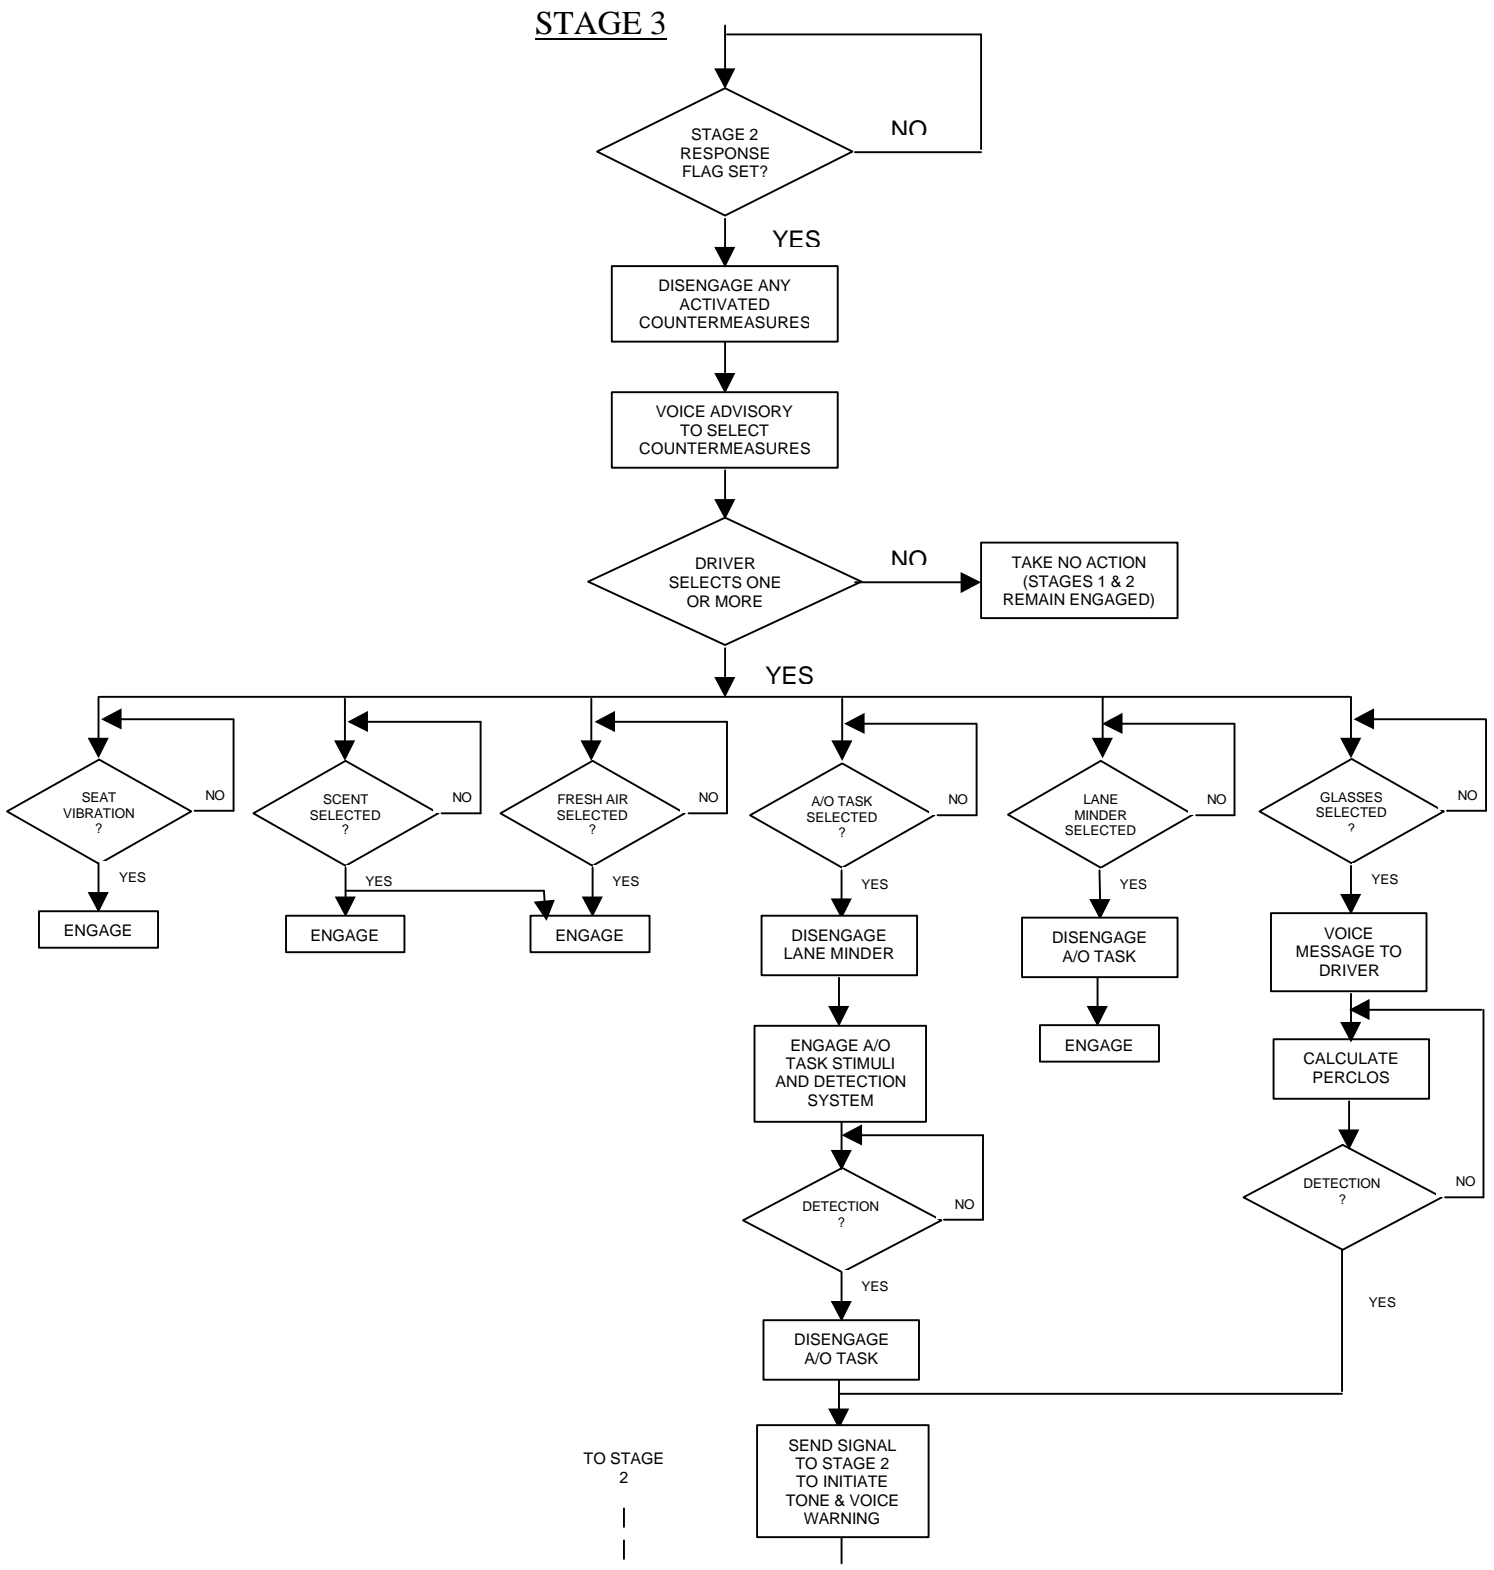 STAGE 3
STAGE 2
RESPONSE
FLAG SET?
NO
YES
DISENGAGE ANY
ACTIVATED
COUNTERMEASURES
VOICE ADVISORY
TO SELECT
COUNTERMEASURES
DRIVER
SELECTS ONE
OR MORE
NO
TAKE NO ACTION
(STAGES 1 & 2
REMAIN ENGAGED)
YES
SEAT
VIBRATION
?
NO
YES
ENGAGE
SCENT
SELECTED
?
NO
YES
ENGAGE
FRESH AIR
SELECTED
?
NO
YES
ENGAGE
A/O TASK
SELECTED
?
NO
YES
DISENGAGE
LANE MINDER
ENGAGE A/O
TASK STIMULI
AND DETECTION
SYSTEM
DETECTION
?
NO
YES
DISENGAGE
A/O TASK
LANE
MINDER
SELECTED
NO
YES
DISENGAGE
A/O TASK
ENGAGE
GLASSES
SELECTED
?
NO
YES
VOICE
MESSAGE TO
DRIVER
CALCULATE
PERCLOS
DETECTION
?
NO
YES
SEND SIGNAL
TO STAGE 2
TO INITIATE
TONE & VOICE
WARNING
TO STAGE
2